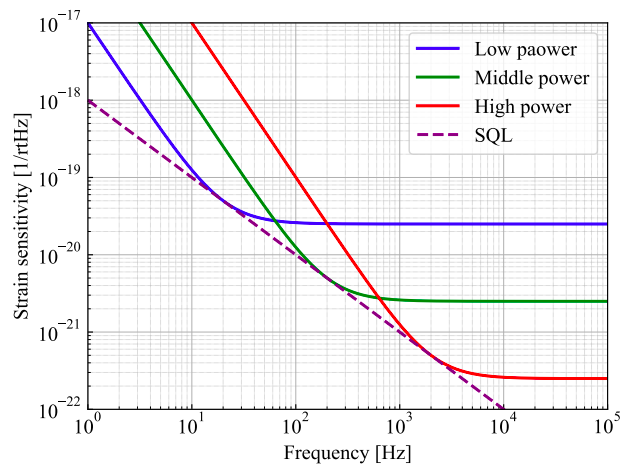 10^-17
10^-18
10^-19
10^-20
10^-21
10^-22
Strain sensitivity [1/rtHz]
Low paower
Middle power
High power
SQL
10^0 10^1 10^2 10^3 10^4 10^5
Frequency [Hz]